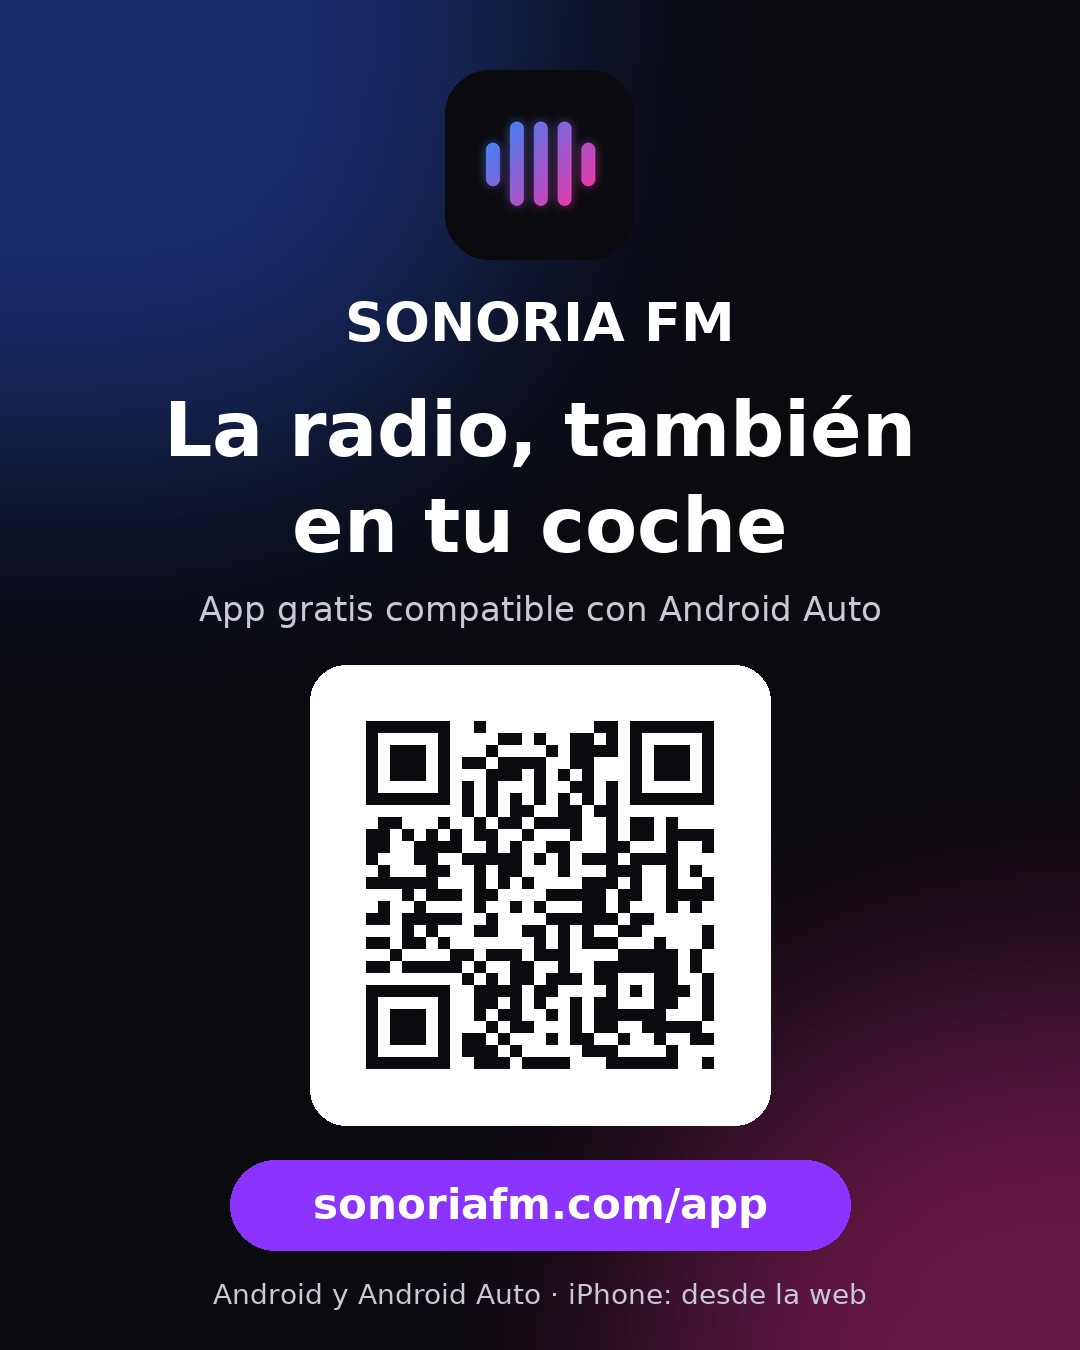 SONORIA FM
La radio, también
en tu coche
App gratis compatible con Android Auto
sonoriafm.com/app
Android y Android Auto · iPhone: desde la web